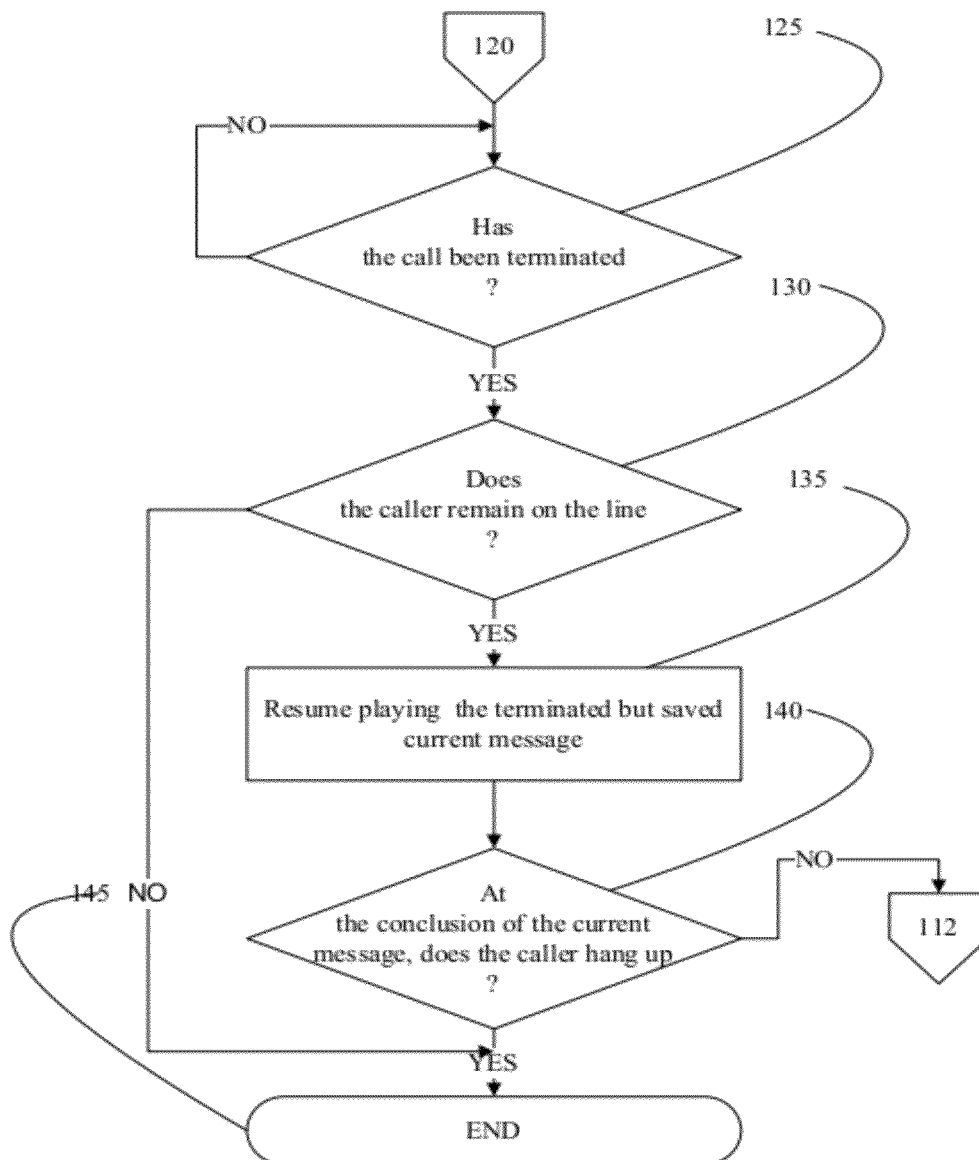 120
125
NO
Has
the call been terminated
?
130
YES
Does
the caller remain on the line
?
135
YES
Resume playing the terminated but saved
current message
140
NO
145 NO
At
the conclusion of the current
message, does the caller hang up
?
112
YES
END